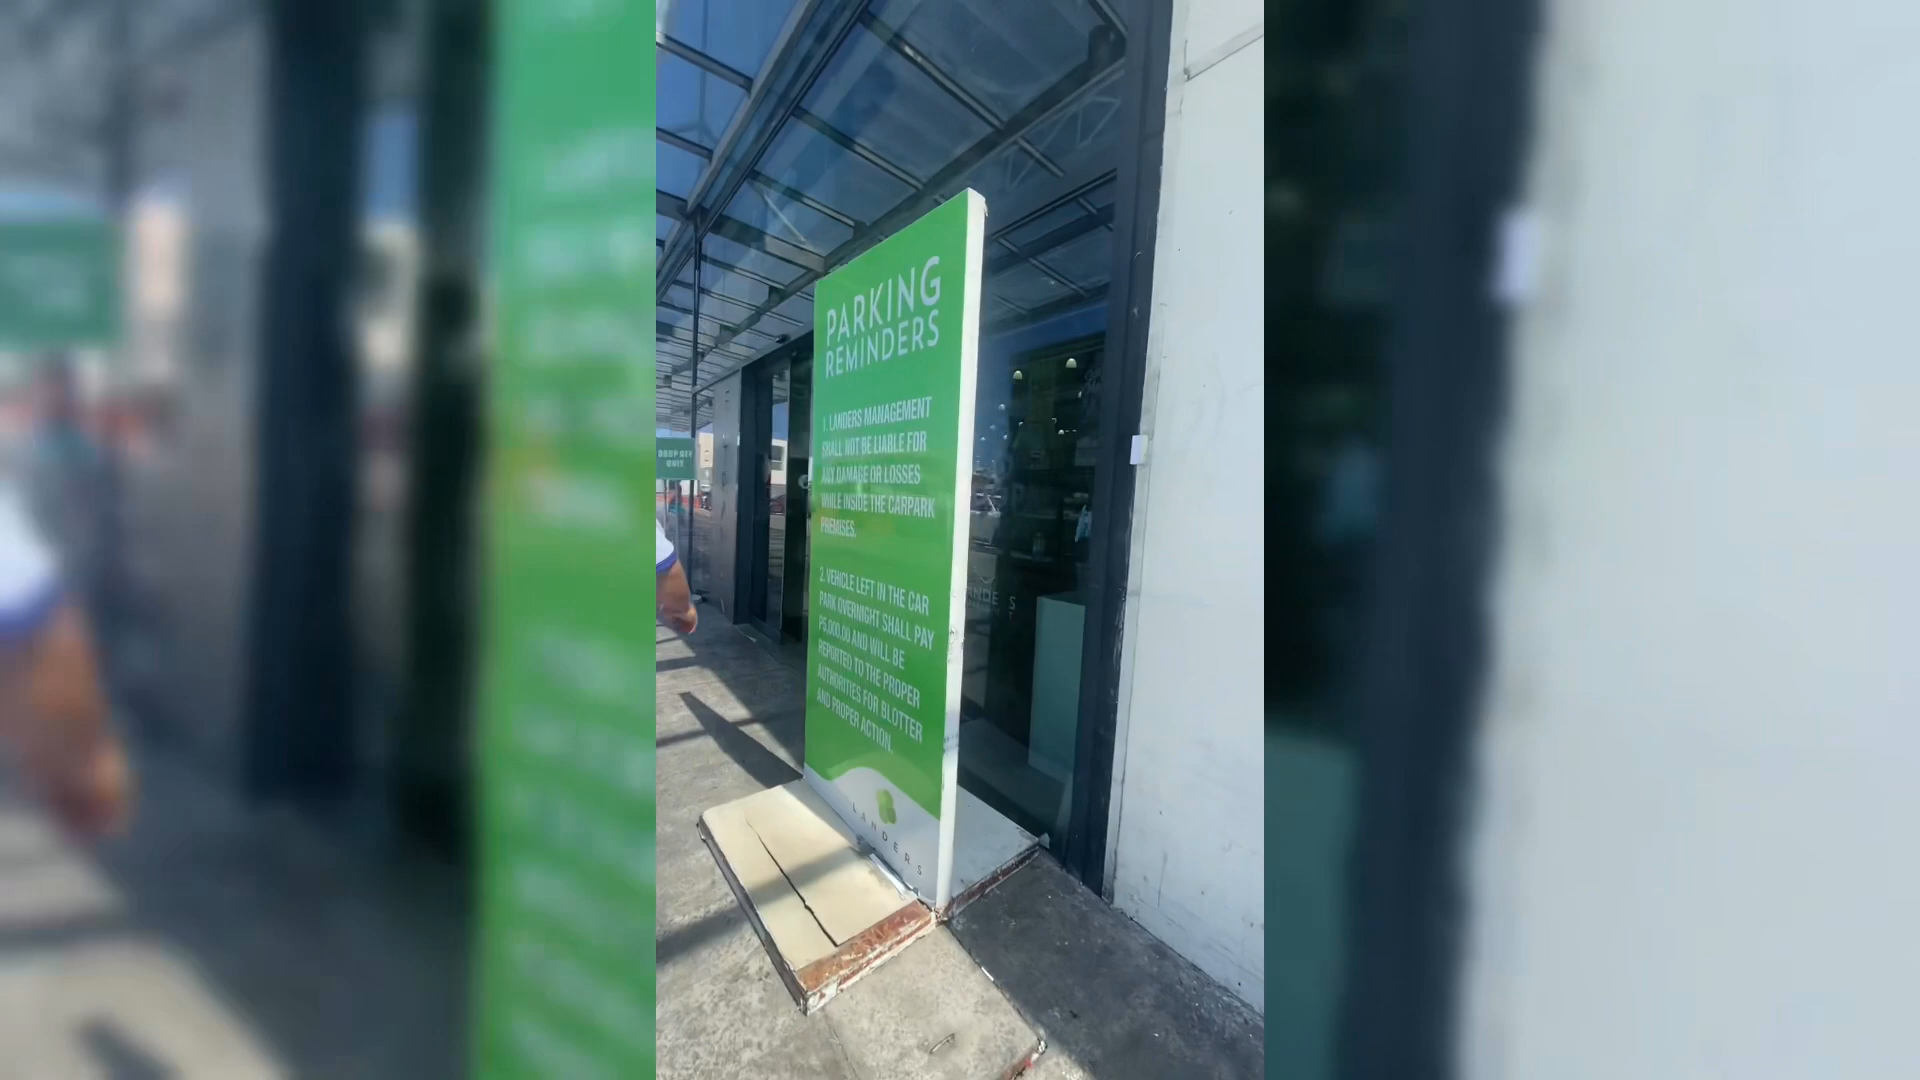 PARKING
REMINDERS
1. LANDERS MANAGEMENT
SHALL NOT BE LIABLE FOR
ANY DAMAGE OR LOSSES
WHILE INSIDE THE CARPARK
PREMISES.
2. VEHICLE LEFT IN THE CAR
PARK OVERNIGHT SHALL PAY
P5,000.00 AND WILL BE
REPORTED TO THE PROPER
AUTHORITIES FOR BLOTTER
AND PROPER ACTION.
LANDERS